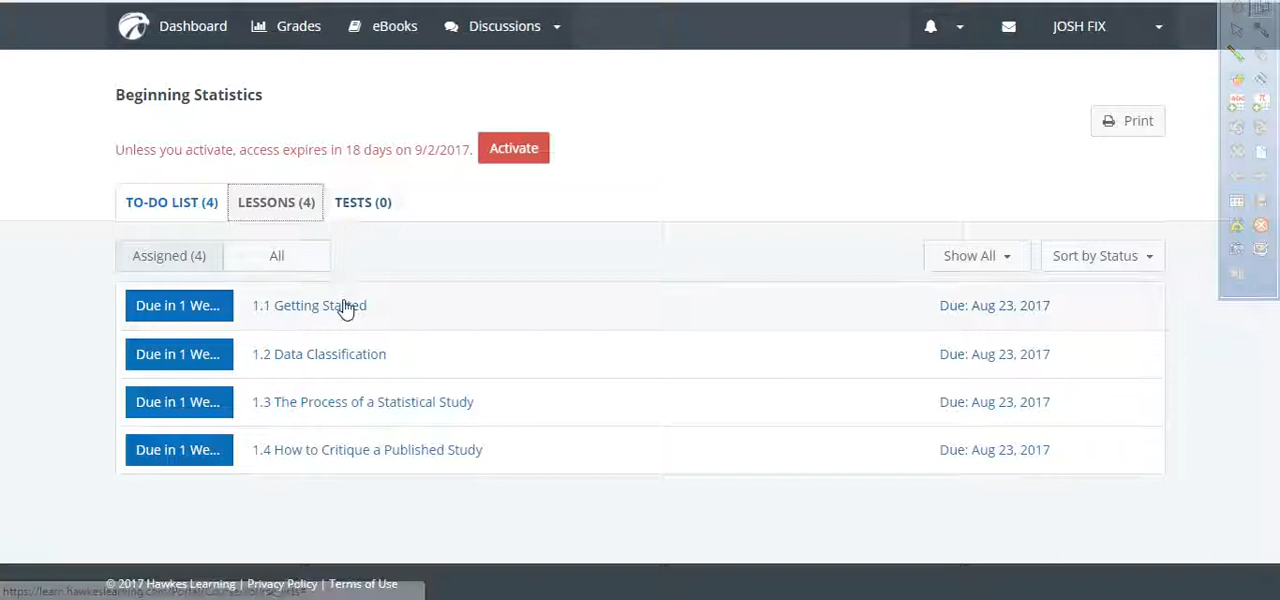 Dashboard Grades eBooks Discussions JOSH FIX
Beginning Statistics
Print
Unless you activate, access expires in 18 days on 9/2/2017. Activate
TO-DO LIST (4) LESSONS (4) TESTS (0)
Assigned (4) All Show All Sort by Status
Due in 1 We... 1.1 Getting Started Due: Aug 23, 2017
Due in 1 We... 1.2 Data Classification Due: Aug 23, 2017
Due in 1 We... 1.3 The Process of a Statistical Study Due: Aug 23, 2017
Due in 1 We... 1.4 How to Critique a Published Study Due: Aug 23, 2017
© 2017 Hawkes Learning | Privacy Policy | Terms of Use